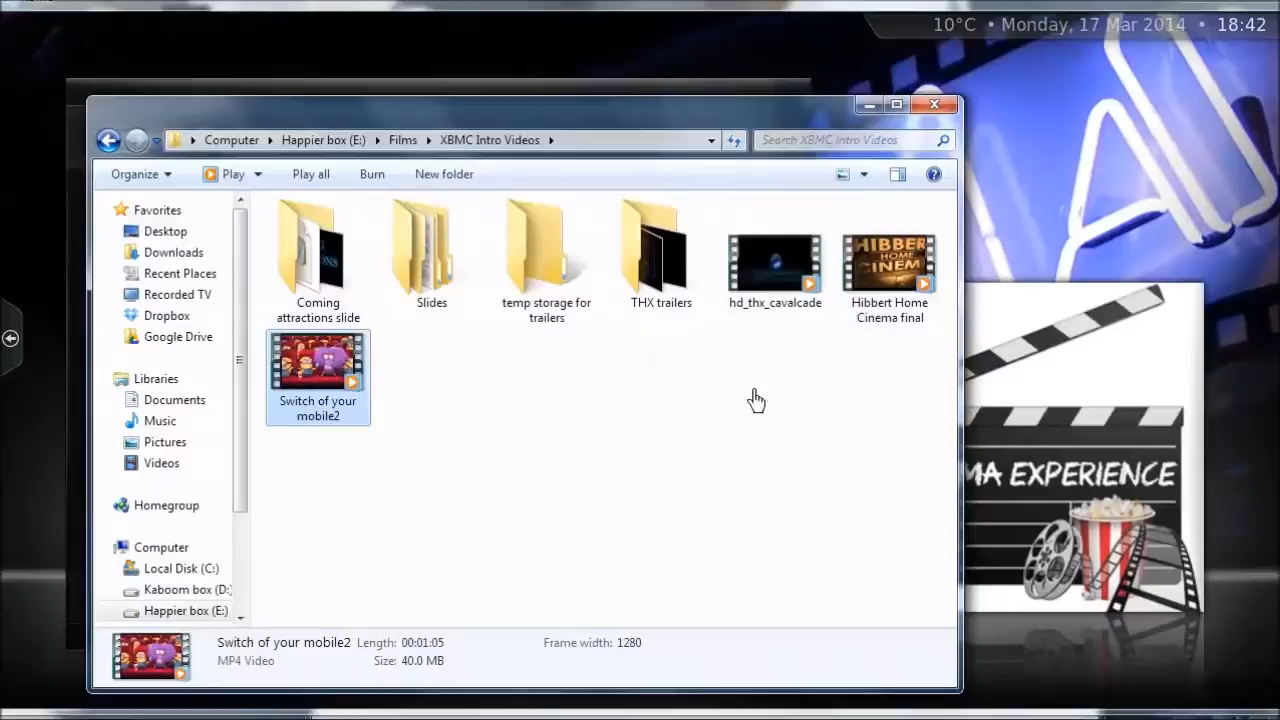 10°C • Monday, 17 Mar 2014 • 18:42
Computer Happier box (E:) Films XBMC Intro Videos
Search XBMC Intro Videos
Organize Play Play all Burn New folder
Favorites
Desktop
Downloads
Recent Places
Recorded TV
Dropbox
Google Drive
Libraries
Documents
Music
Pictures
Videos
Homegroup
Computer
Local Disk (C:)
Kaboom box (D:)
Happier box (E:)
Coming
attractions slide
Slides
temp storage for
trailers
THX trailers
hd_thx_cavalcade
HIBBER
HOME
CINEM
Hibbert Home
Cinema final
Switch of your
mobile2
MA EXPERIENCE
Switch of your mobile2 Length: 00:01:05 Frame width: 1280
MP4 Video Size: 40.0 MB